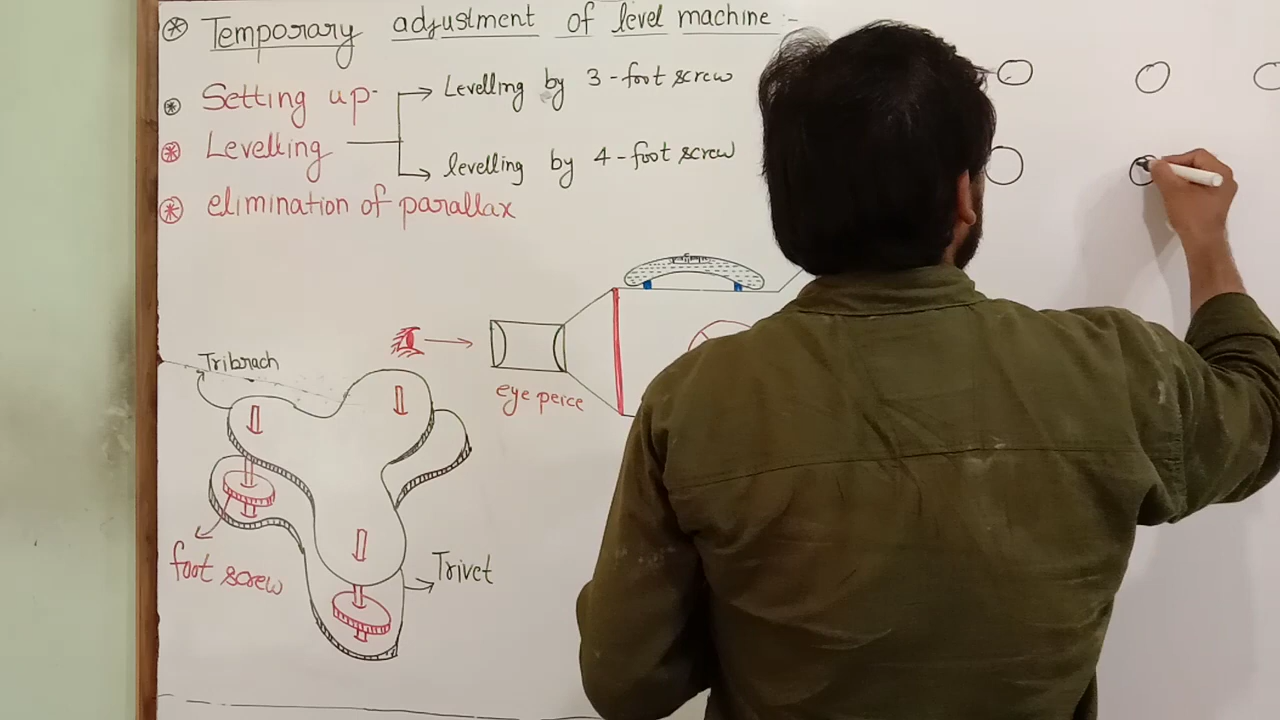 Temporary adjustment of level machine :-
Setting up-
Levelling by 3-foot screw
Levelling
levelling by 4-foot screw
elimination of parallax
Tribrach
eye perce
foot screw
Trivet